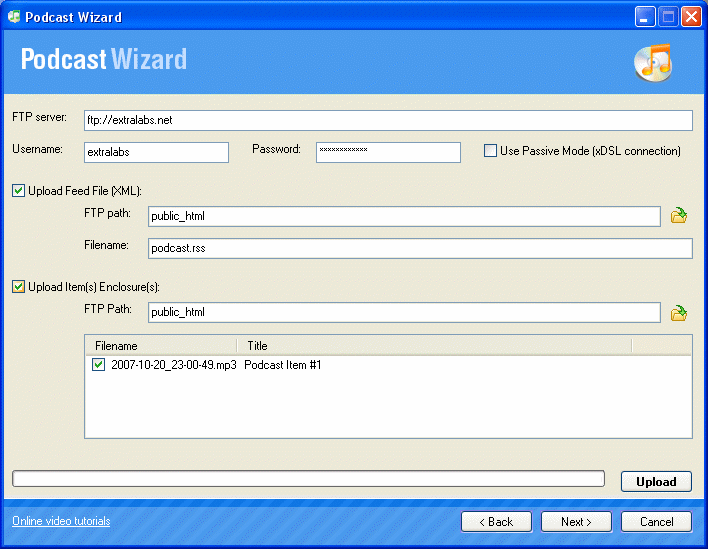 Podcast Wizard
Podcast Wizard
FTP server: ftp://extralabs.net
Username: extralabs Password: ************ Use Passive Mode (xDSL connection)
Upload Feed File (XML):
FTP path: public_html
Filename: podcast.rss
Upload Item(s) Enclosure(s):
FTP Path: public_html
Filename Title
2007-10-20_23-00-49.mp3 Podcast Item #1
Upload
Online video tutorials < Back Next > Cancel